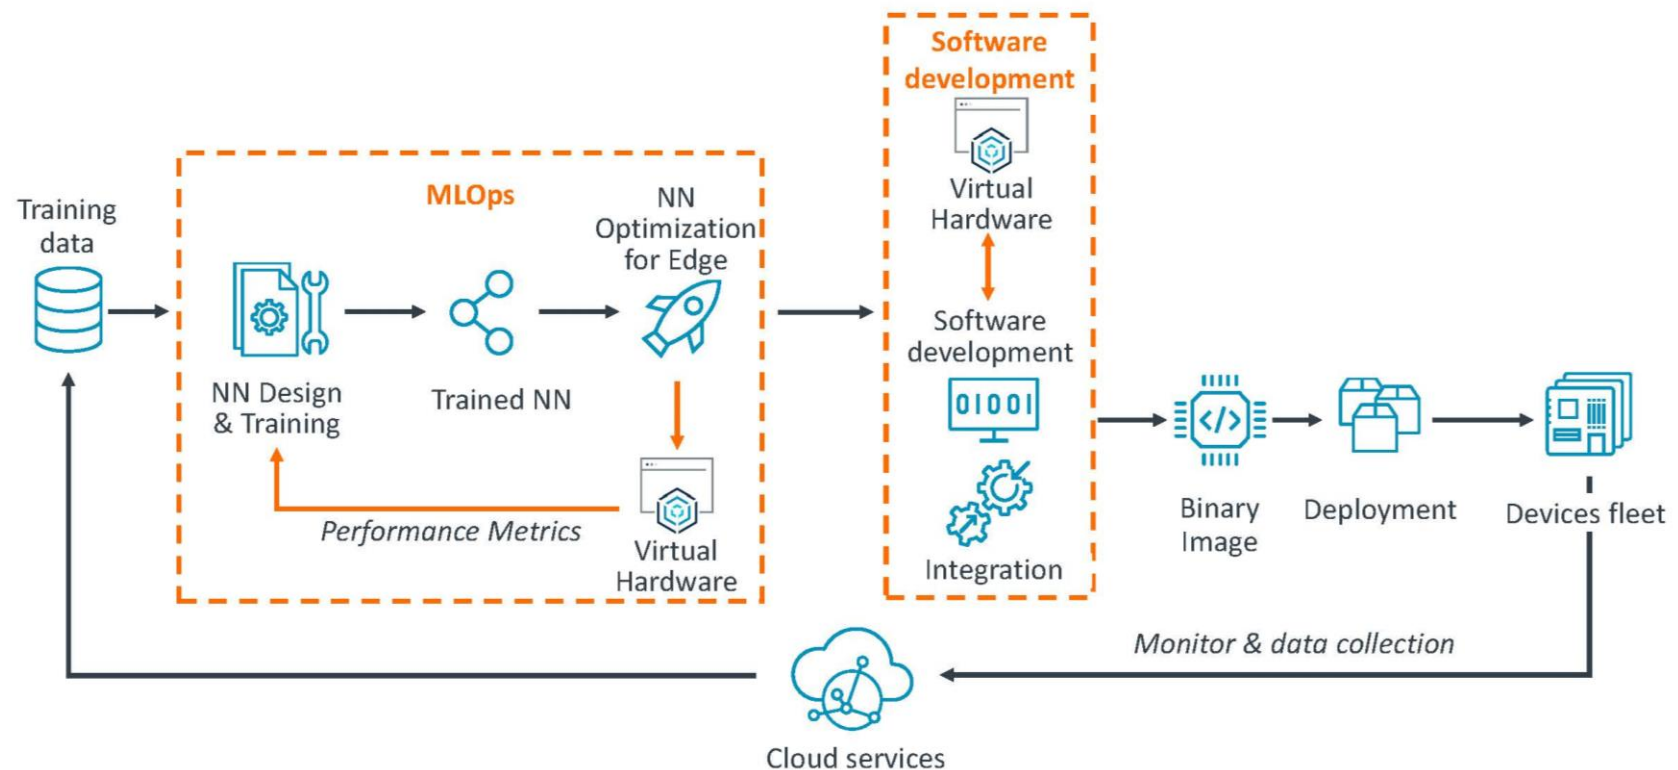 Training
data
MLOps
NN Design
& Training
Trained NN
NN
Optimization
for Edge
Performance Metrics
Virtual
Hardware
Software
development
Virtual
Hardware
Software
development
01001
Integration
</>
Binary
Image
Deployment
Devices fleet
Monitor & data collection
Cloud services